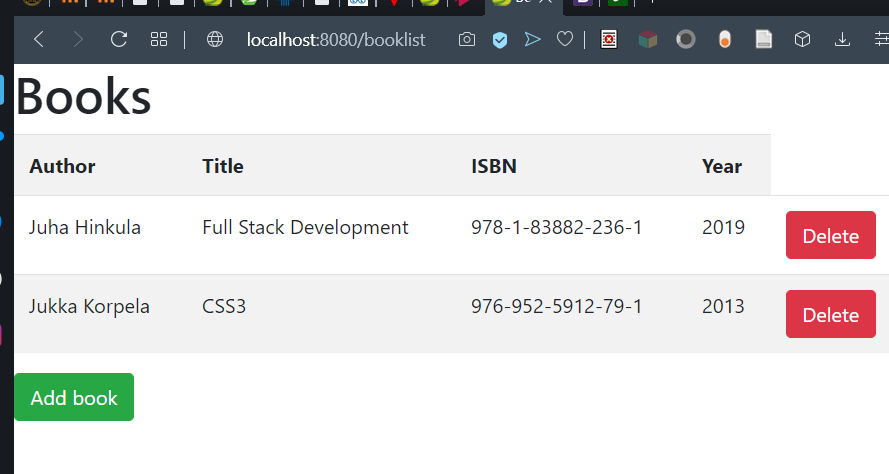 localhost:8080/booklist
Books
Author Title ISBN Year
Juha Hinkula Full Stack Development 978-1-83882-236-1 2019 Delete
Jukka Korpela CSS3 976-952-5912-79-1 2013 Delete
Add book